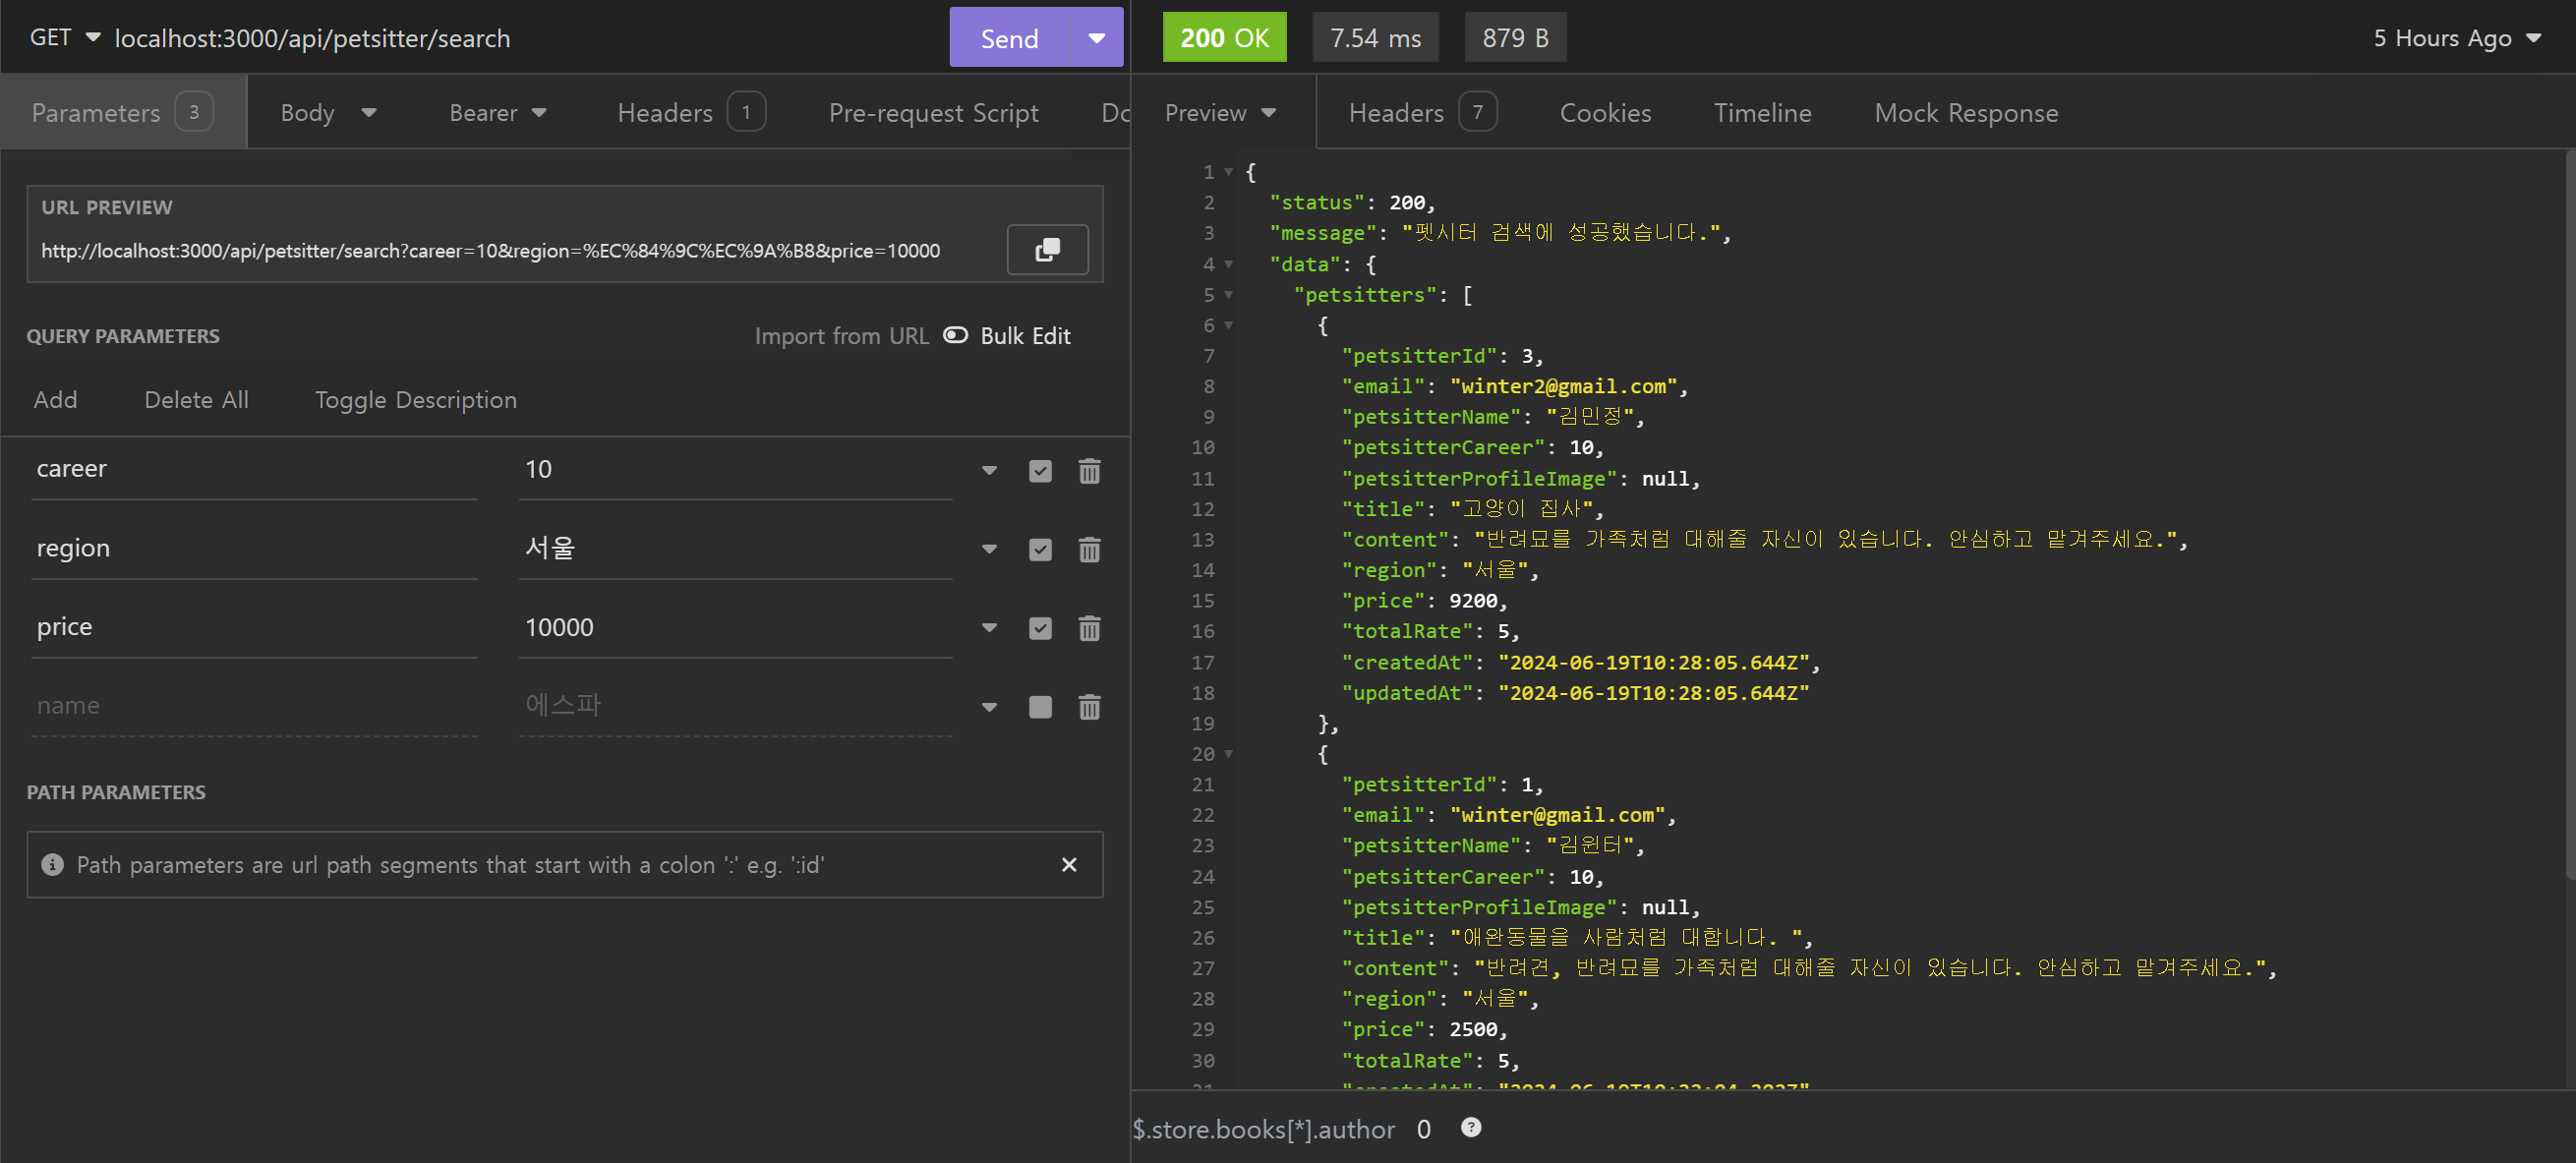 GET localhost:3000/api/petsitter/search Send
Parameters 3 Body Bearer Headers 1 Pre-request Script
URL PREVIEW
http://localhost:3000/api/petsitter/search?career=10&region=%EC%84%9C%EC%9A%B8&price=10000
QUERY PARAMETERS Import from URL Bulk Edit
Add Delete All Toggle Description
career 10
region 서울
price 10000
name 에스파
PATH PARAMETERS
Path parameters are url path segments that start with a colon ':' e.g. ':id'
200 OK 7.54 ms 879 B 5 Hours Ago
Preview Headers 7 Cookies Timeline Mock Response
1 {
2 "status": 200,
3 "message": "펫시터 검색에 성공했습니다.",
4 "data": {
5 "petsitters": [
6 {
7 "petsitterId": 3,
8 "email": "winter2@gmail.com",
9 "petsitterName": "김민정",
10 "petsitterCareer": 10,
11 "petsitterProfileImage": null,
12 "title": "고양이 집사",
13 "content": "반려묘를 가족처럼 대해줄 자신이 있습니다. 안심하고 맡겨주세요.",
14 "region": "서울",
15 "price": 9200,
16 "totalRate": 5,
17 "createdAt": "2024-06-19T10:28:05.644Z",
18 "updatedAt": "2024-06-19T10:28:05.644Z"
19 },
20 {
21 "petsitterId": 1,
22 "email": "winter@gmail.com",
23 "petsitterName": "김윈터",
24 "petsitterCareer": 10,
25 "petsitterProfileImage": null,
26 "title": "애완동물을 사람처럼 대합니다. ",
27 "content": "반려견, 반려묘를 가족처럼 대해줄 자신이 있습니다. 안심하고 맡겨주세요.",
28 "region": "서울",
29 "price": 2500,
30 "totalRate": 5,
$.store.books[*].author 0